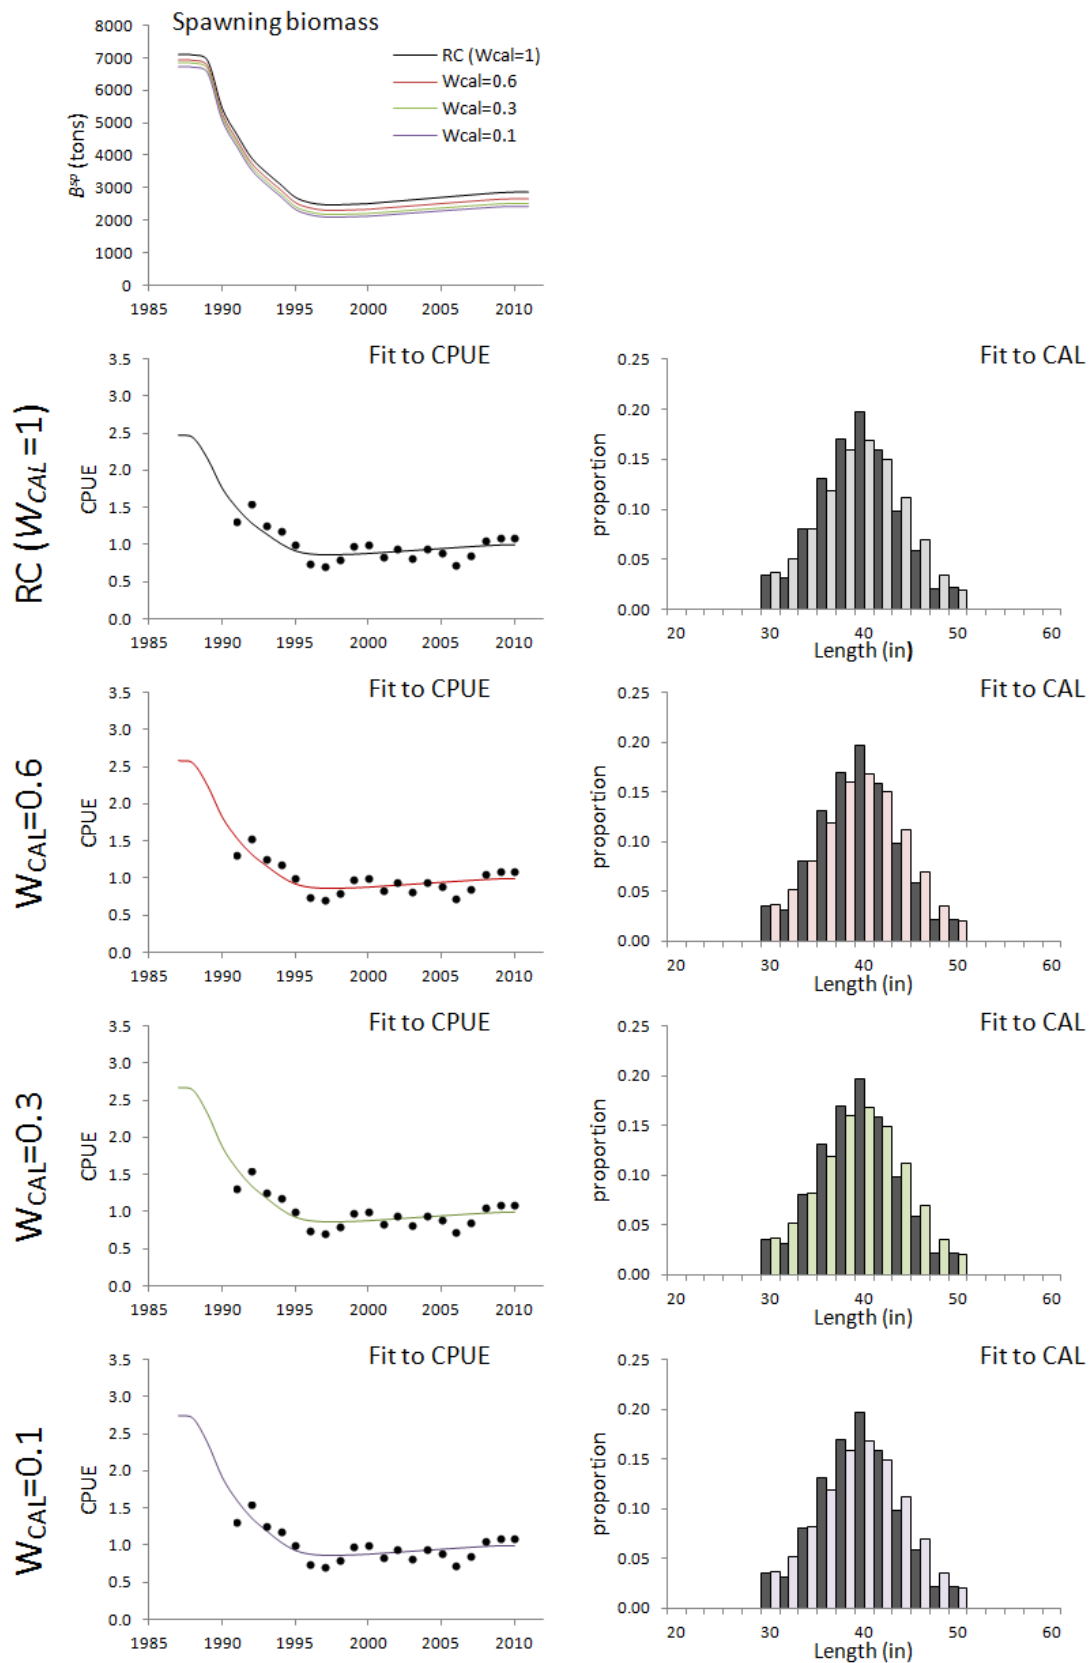 Spawning biomass
8000
7000
6000
5000
4000
3000
2000
1000
0
Bsp (tons)
RC (Wcal=1)
Wcal=0.6
Wcal=0.3
Wcal=0.1
1985 1990 1995 2000 2005 2010
RC (WCAL=1)
Fit to CPUE
3.5
3.0
2.5
2.0
1.5
1.0
0.5
0.0
CPUE
1985 1990 1995 2000 2005 2010
Fit to CAL
0.25
0.20
0.15
0.10
0.05
0.00
proportion
20 30 40 50 60
Length (in)
WCAL=0.6
Fit to CPUE
3.5
3.0
2.5
2.0
1.5
1.0
0.5
0.0
CPUE
1985 1990 1995 2000 2005 2010
Fit to CAL
0.25
0.20
0.15
0.10
0.05
0.00
proportion
20 30 40 50 60
Length (in)
WCAL=0.3
Fit to CPUE
3.5
3.0
2.5
2.0
1.5
1.0
0.5
0.0
CPUE
1985 1990 1995 2000 2005 2010
Fit to CAL
0.25
0.20
0.15
0.10
0.05
0.00
proportion
20 30 40 50 60
Length (in)
WCAL=0.1
Fit to CPUE
3.5
3.0
2.5
2.0
1.5
1.0
0.5
0.0
CPUE
1985 1990 1995 2000 2005 2010
Fit to CAL
0.25
0.20
0.15
0.10
0.05
0.00
proportion
20 30 40 50 60
Length (in)